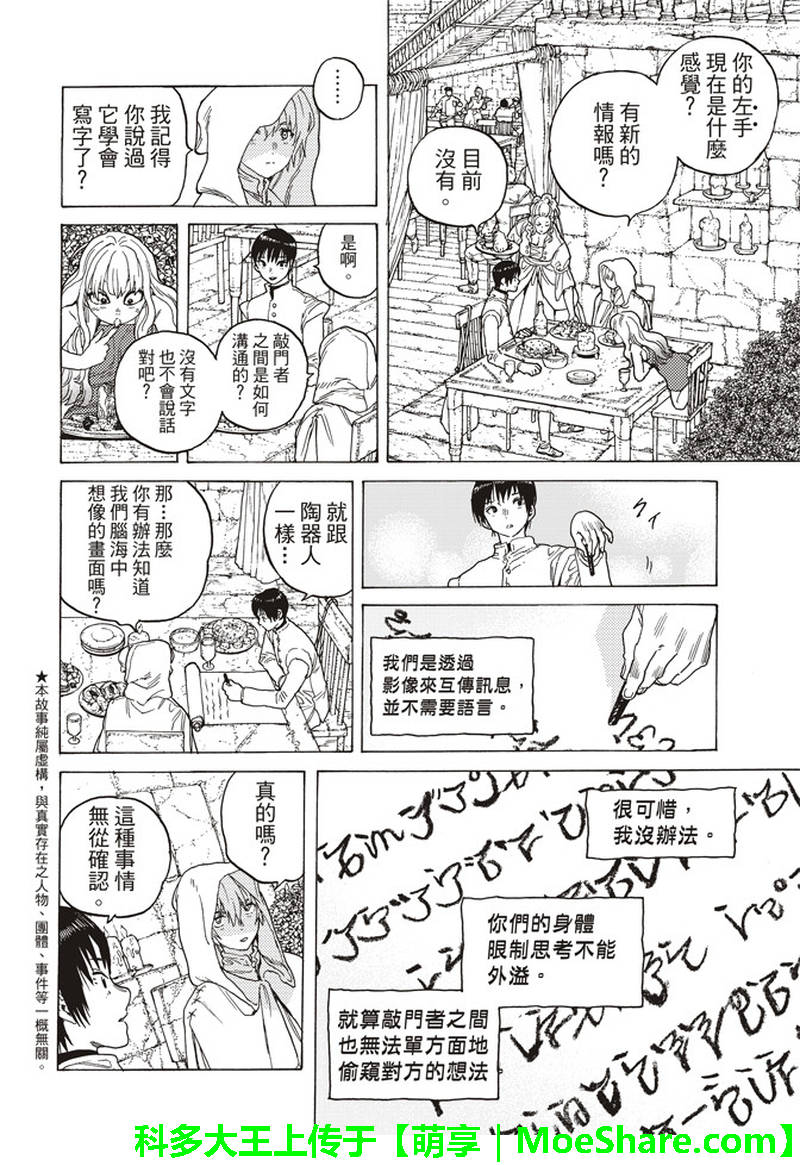 你的左手
現在是什麼
感覺？
有新的
情報嗎？
目前
沒有。
……
我記得
你說過
它學會
寫字了？
是啊。
敲門者
之間是如何
溝通的？
沒有文字
也不會說話
對吧？
我們是透過
影像來互傳訊息，
並不需要語言。
就跟
陶器人
一樣…
那…那麼
你有辦法知道
我們腦海中
想像的畫面嗎？
很可惜，
我沒辦法。
你們的身體
限制思考不能
外溢。
就算敲門者之間
也無法單方面地
偷窺對方的想法
真的嗎？
這種事情
無從確認。
★本故事純屬虛構，與真實存在之人物、團體、事件等一概無關。
科多大王上传于【萌享｜MoeShare.com】